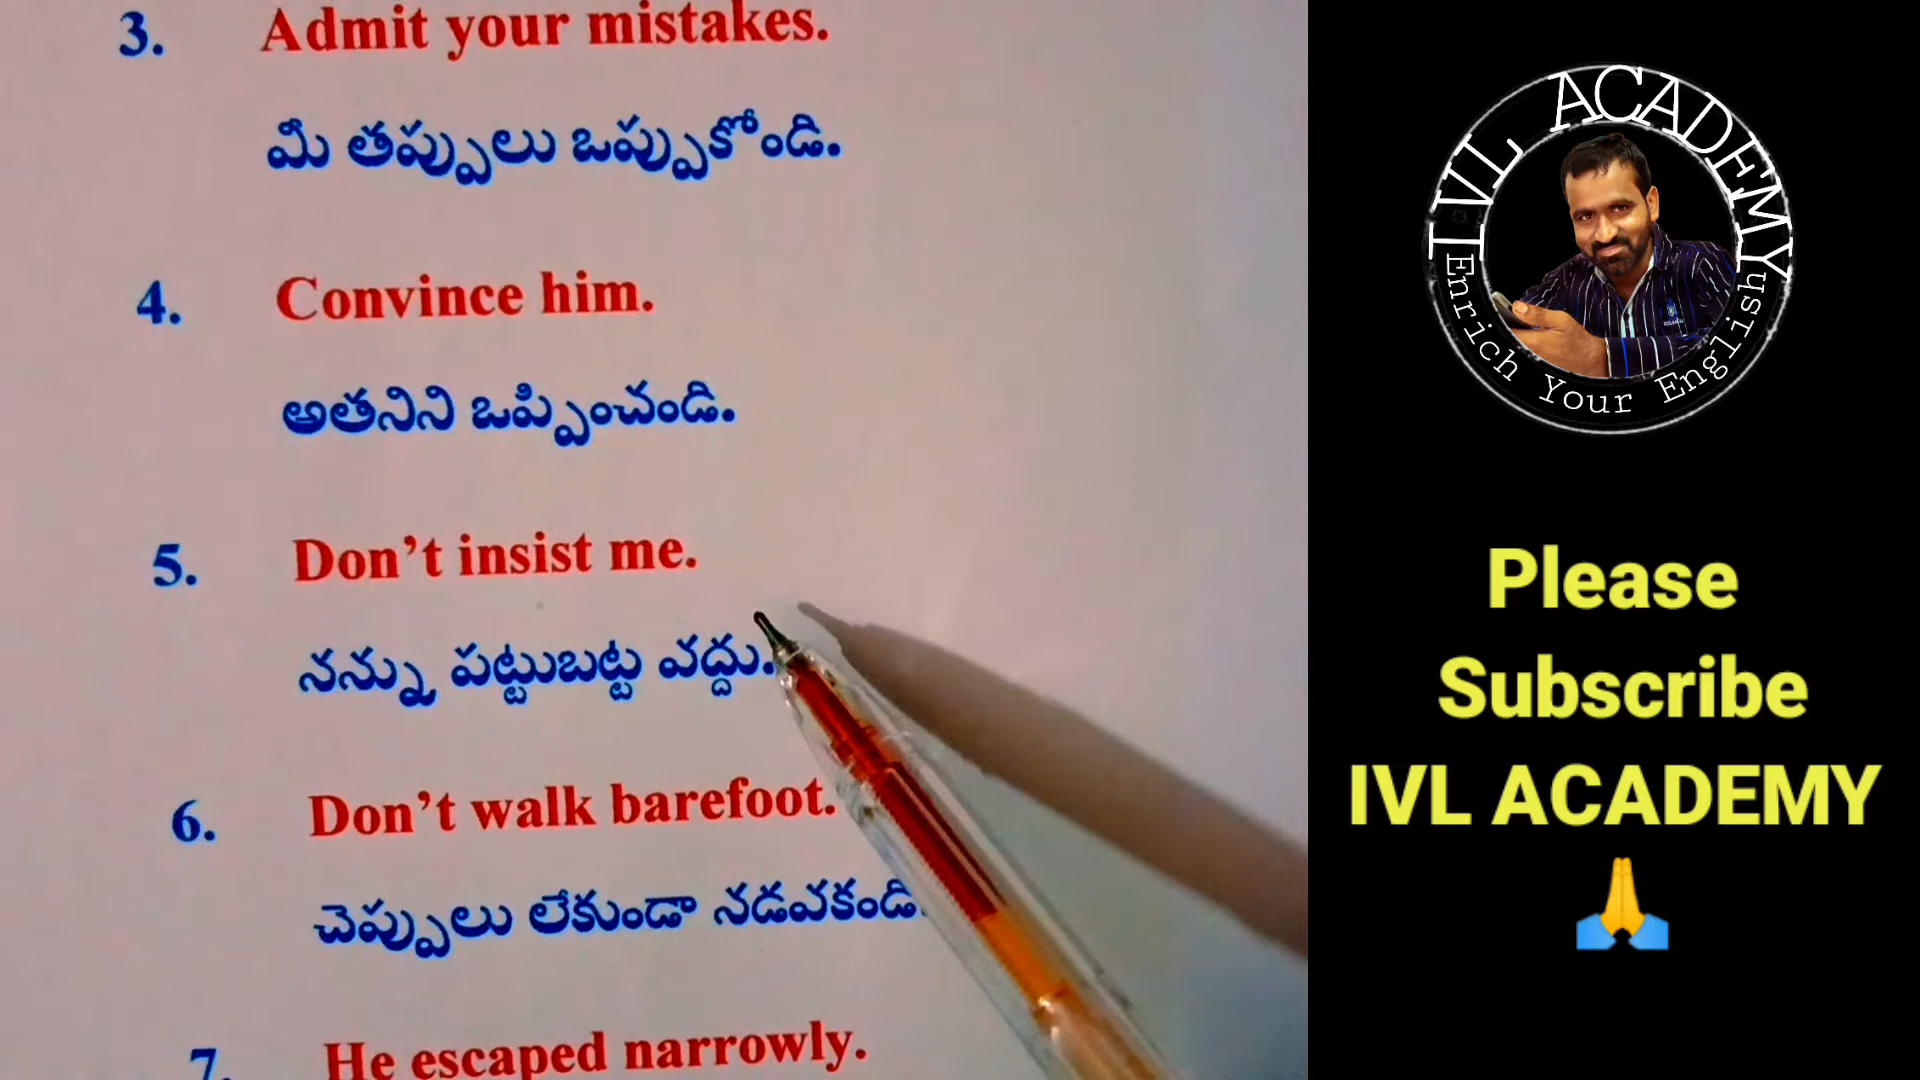 3. Admit your mistakes.
మీ తప్పులు ఒప్పుకోండి.
4. Convince him.
అతనిని ఒప్పించండి.
5. Don’t insist me.
నన్ను పట్టుబట్ట వద్దు.
6. Don’t walk barefoot.
చెప్పులు లేకుండా నడవకండి.
7. He escaped narrowly.
IVL ACADEMY
Enrich Your English
Please
Subscribe
IVL ACADEMY